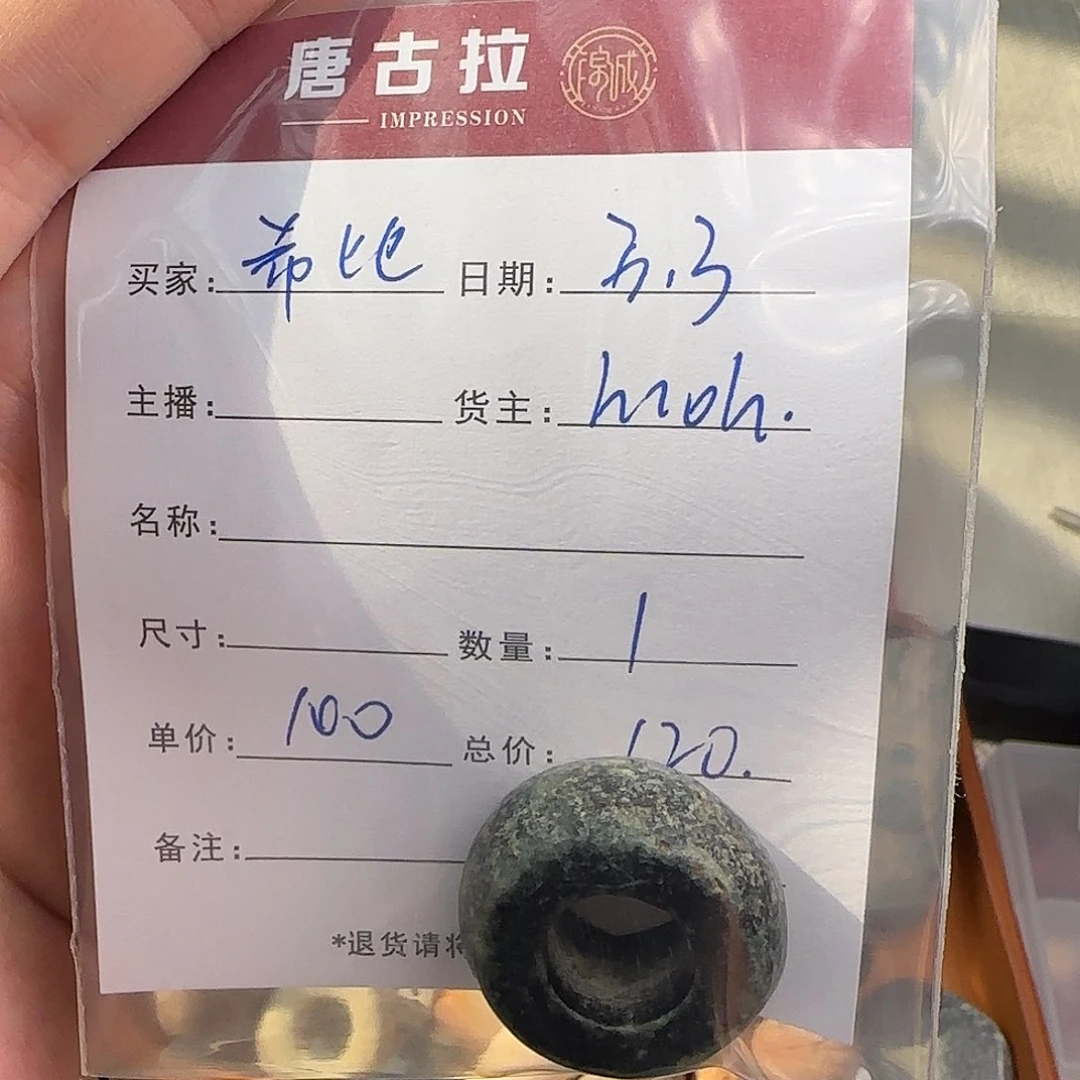 唐古拉
IMPRESSION
买家: 希比 日期: 5.3
主播: 货主:
名称:
尺寸: 数量: 1
单价: 100 总价: 120.
备注:
*退货请将